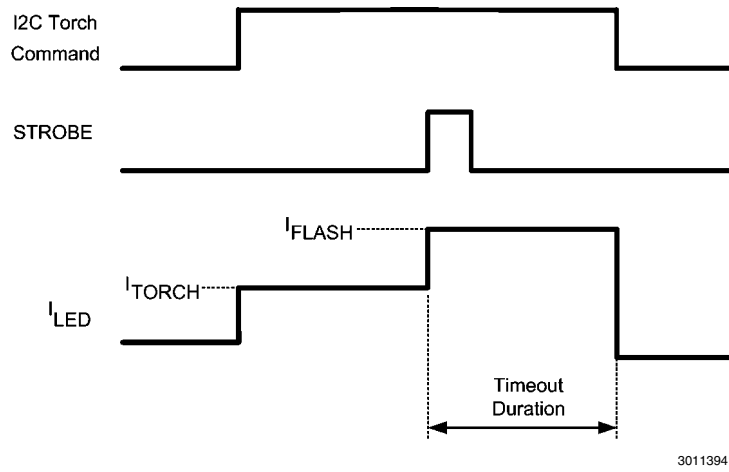 I2C Torch
Command
STROBE
IFLASH
ITORCH
ILED
Timeout
Duration
3011394